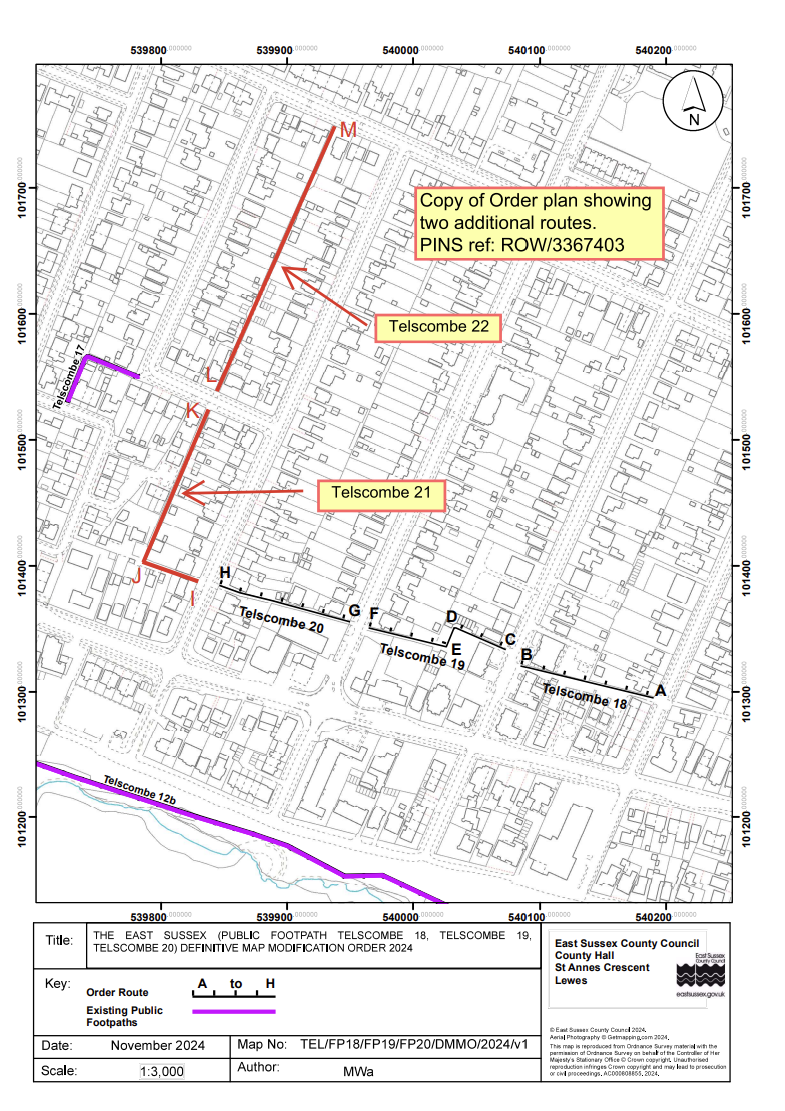 539800.000000 539900.000000 540000.000000 540100.000000 540200.000000
N
M
101700.000000 101700.000000
Copy of Order plan showing
two additional routes.
PINS ref: ROW/3367403
101600.000000 101600.000000
Telscombe 22
Telscombe 17
L
K
101500.000000 101500.000000
Telscombe 21
101400.000000 101400.000000
J
I
H
G F
D
C
E
B
A
Telscombe 20
Telscombe 19
Telscombe 18
101300.000000 101300.000000
Telscombe 12b
101200.000000 101200.000000
539800.000000 539900.000000 540000.000000 540100.000000 540200.000000
Title: THE EAST SUSSEX (PUBLIC FOOTPATH TELSCOMBE 18, TELSCOMBE 19,
TELSCOMBE 20) DEFINITIVE MAP MODIFICATION ORDER 2024
Key:
Order Route A to H
Existing Public
Footpaths
Date: November 2024 Map No: TEL/FP18/FP19/FP20/DMMO/2024/v1
Scale: 1:3,000 Author: MWa
East Sussex County Council
County Hall
St Annes Crescent
Lewes
East Sussex
County Council
eastsussex.gov.uk
© East Sussex County Council 2024.
Aerial Photography © Getmapping.com 2024.
This map is reproduced from Ordnance Survey material with the
permission of Ordnance Survey on behalf of the Controller of Her
Majesty's Stationary Office © Crown copyright. Unauthorised
reproduction infringes Crown copyright and may lead to prosecution
or civil proceedings. AC000808855, 2024.